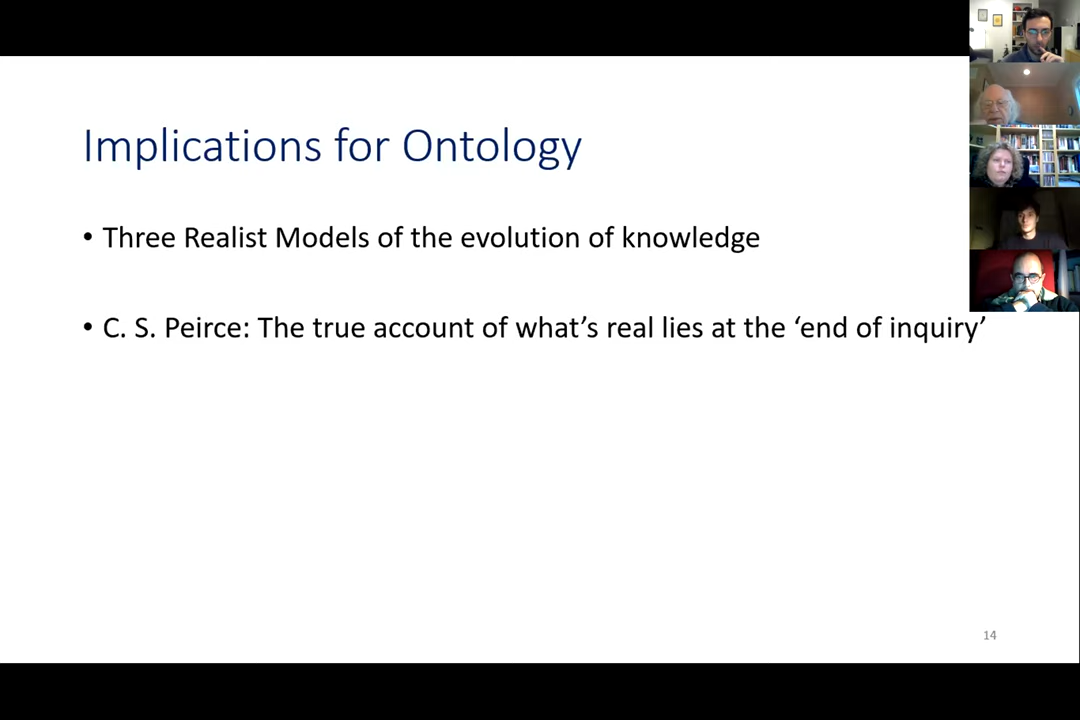 Implications for Ontology
• Three Realist Models of the evolution of knowledge
• C. S. Peirce: The true account of what’s real lies at the ‘end of inquiry’
14